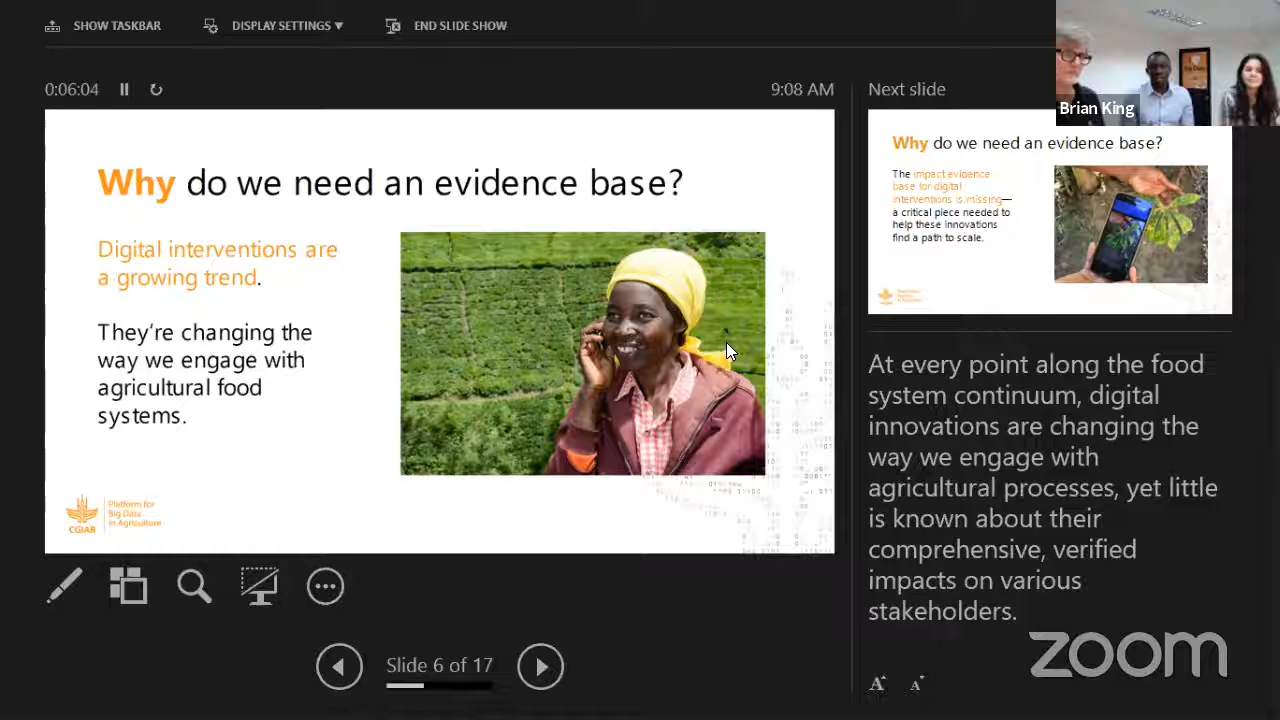 SHOW TASKBAR
DISPLAY SETTINGS ▼
END SLIDE SHOW
0:06:04
9:08 AM
Why do we need an evidence base?
Digital interventions are
a growing trend.
They're changing the
way we engage with
agricultural food
systems.
CGIAR
Platform for
Big Data
in Agriculture
Slide 6 of 17
Next slide
Brian King
Why do we need an evidence base?
The impact evidence
base for digital
interventions is missing—
a critical piece needed to
help these innovations
find a path to scale.
At every point along the food
system continuum, digital
innovations are changing the
way we engage with
agricultural processes, yet little
is known about their
comprehensive, verified
impacts on various
stakeholders.
A A
zoom